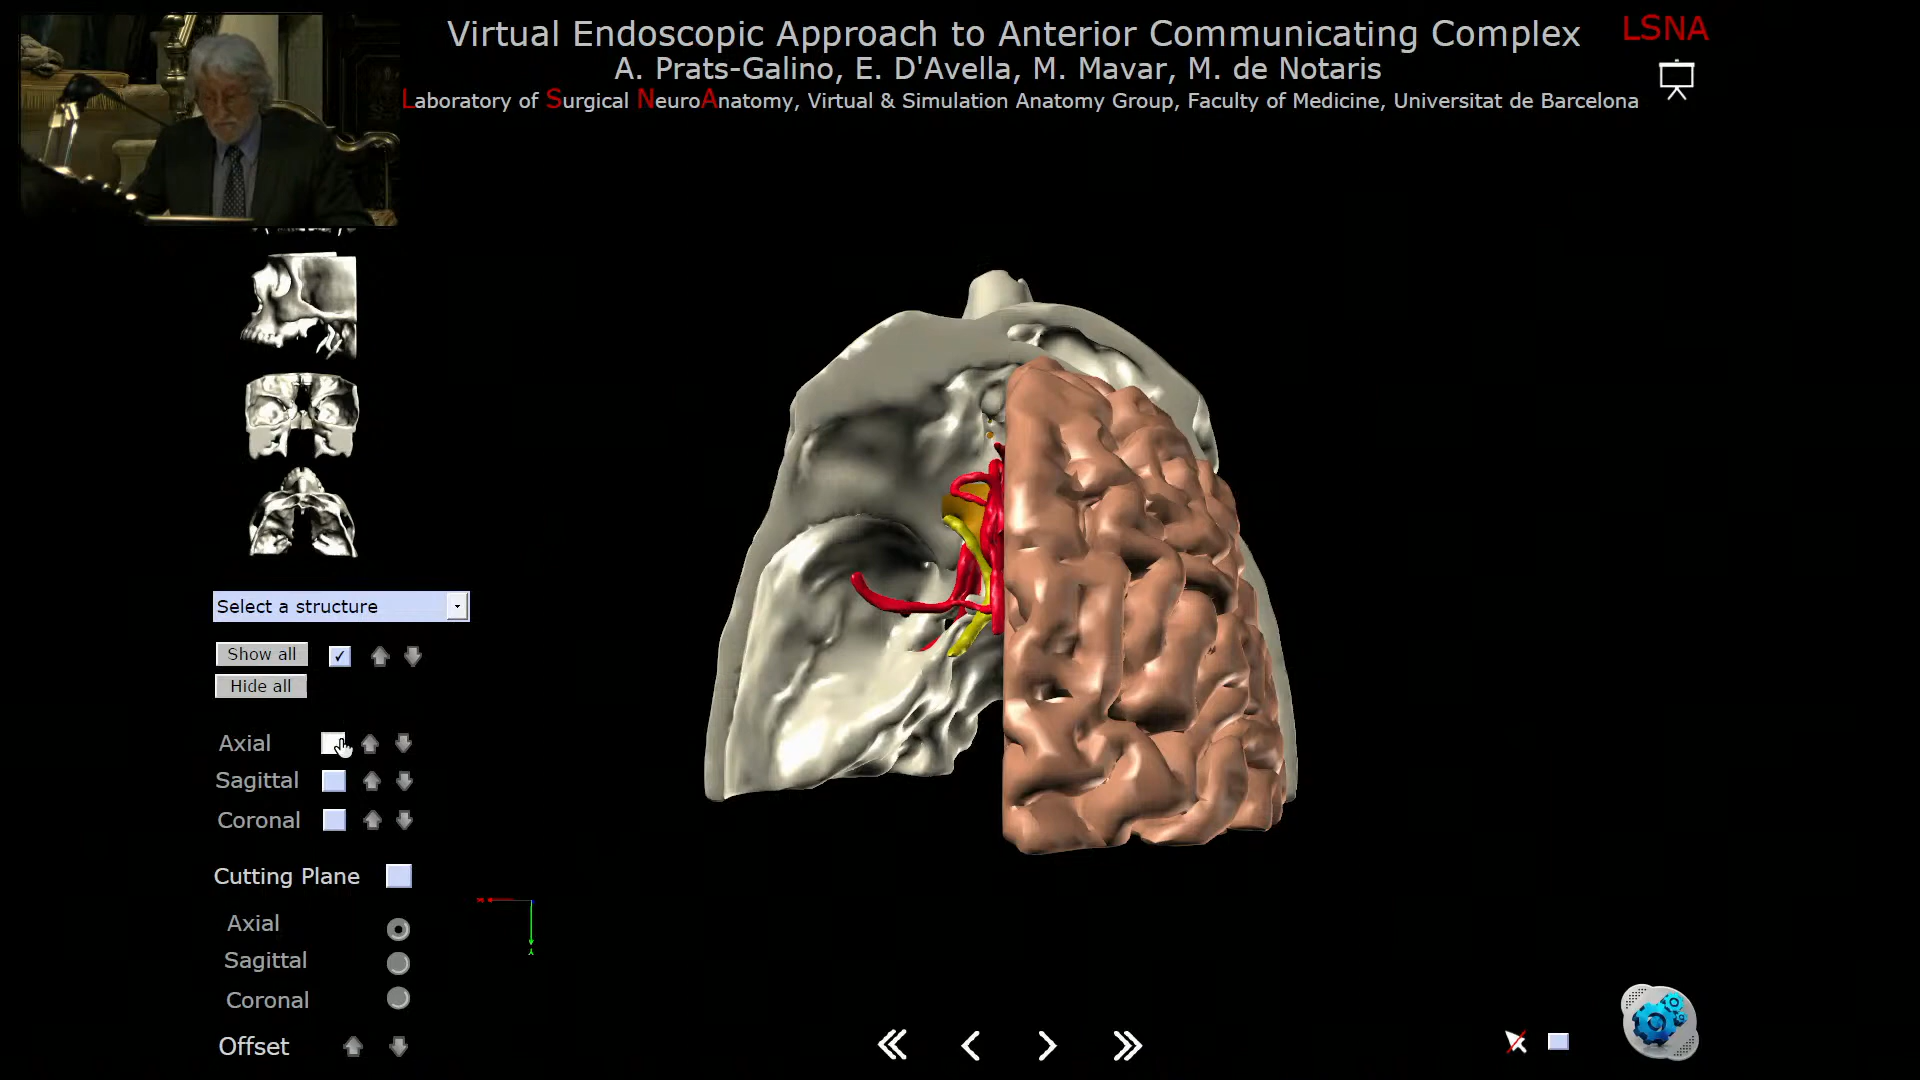 Virtual Endoscopic Approach to Anterior Communicating Complex
LSNA
A. Prats-Galino, E. D'Avella, M. Mavar, M. de Notaris
Laboratory of Surgical NeuroAnatomy, Virtual & Simulation Anatomy Group, Faculty of Medicine, Universitat de Barcelona
Select a structure
Show all
Hide all
Axial
Sagittal
Coronal
Cutting Plane
Axial
Sagittal
Coronal
Offset